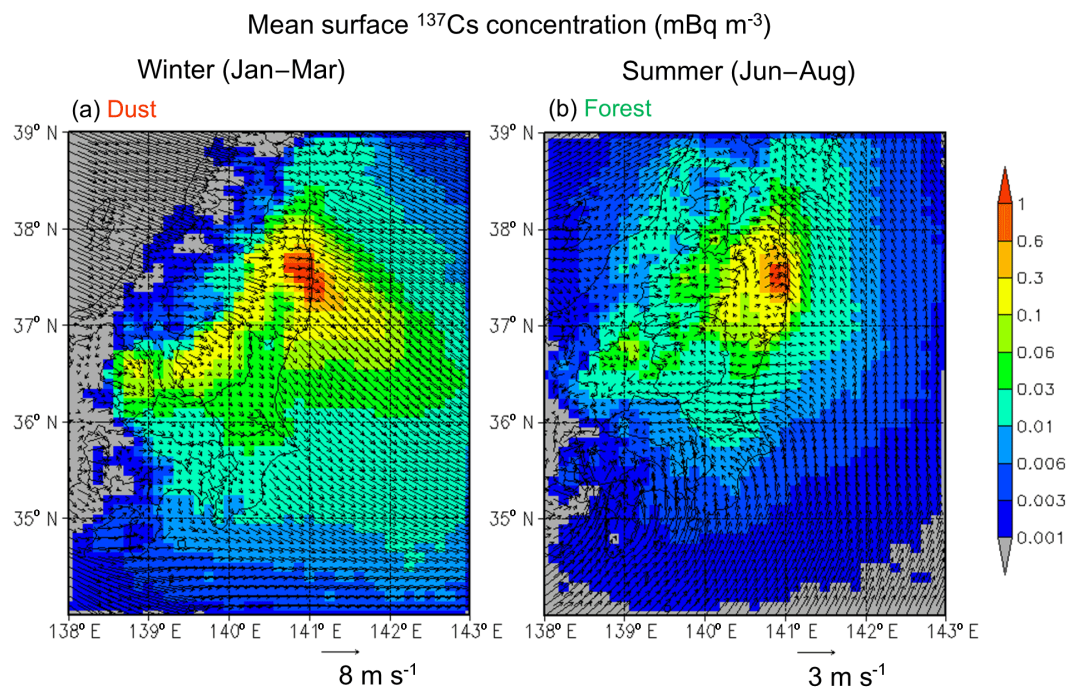 Mean surface ¹³⁷Cs concentration (mBq m⁻³)
Winter (Jan−Mar)
Summer (Jun−Aug)
(a) Dust
(b) Forest
39° N
38° N
37° N
36° N
35° N
138° E
139° E
140° E
141° E
142° E
143° E
8 m s⁻¹
39° N
38° N
37° N
36° N
35° N
138° E
139° E
140° E
141° E
142° E
143° E
3 m s⁻¹
1
0.6
0.3
0.1
0.06
0.03
0.01
0.006
0.003
0.001